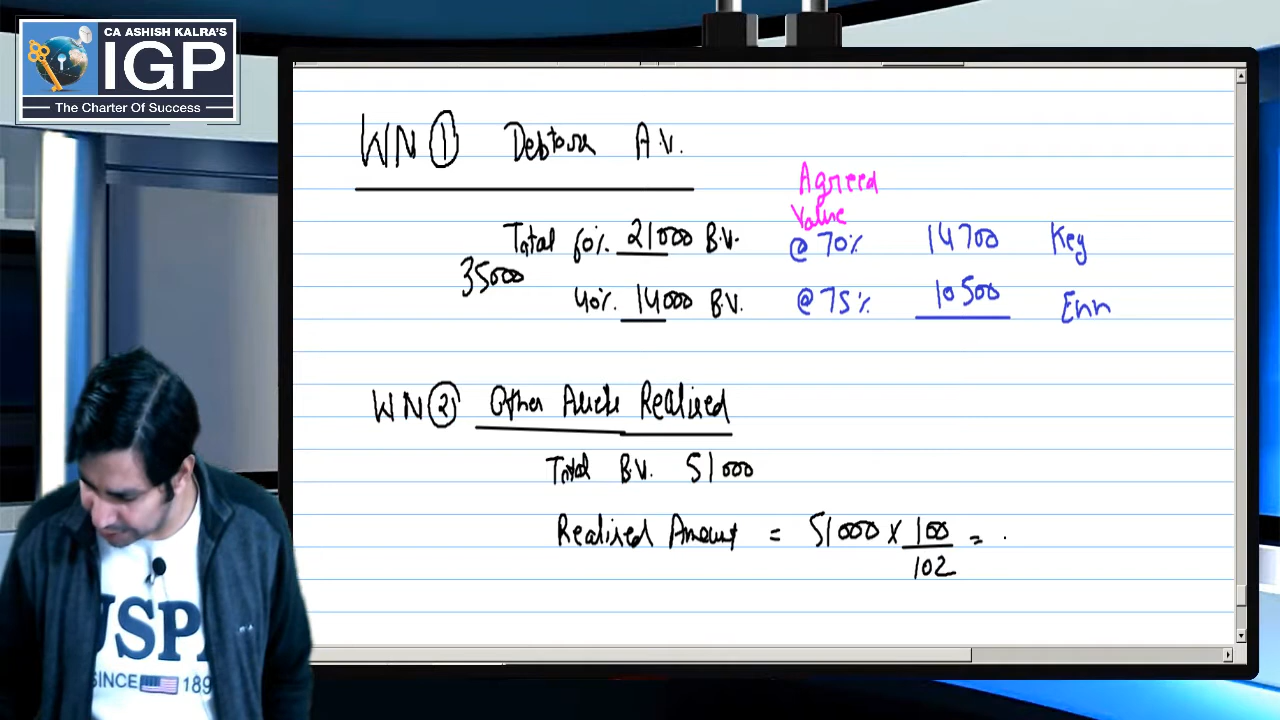 CA ASHISH KALRA'S
IGP
The Charter Of Success
WN ① Debtors A.V.
Agreed
Value
Total 60% 21000 B.V. @ 70% 14700 Key
35000
40% 14000 B.V. @ 75% 10500 Enn
WN ② Other Realised
Total B.V. 51000
Realised Amount = 51000 × 100 =
102
USPA
SINCE 189